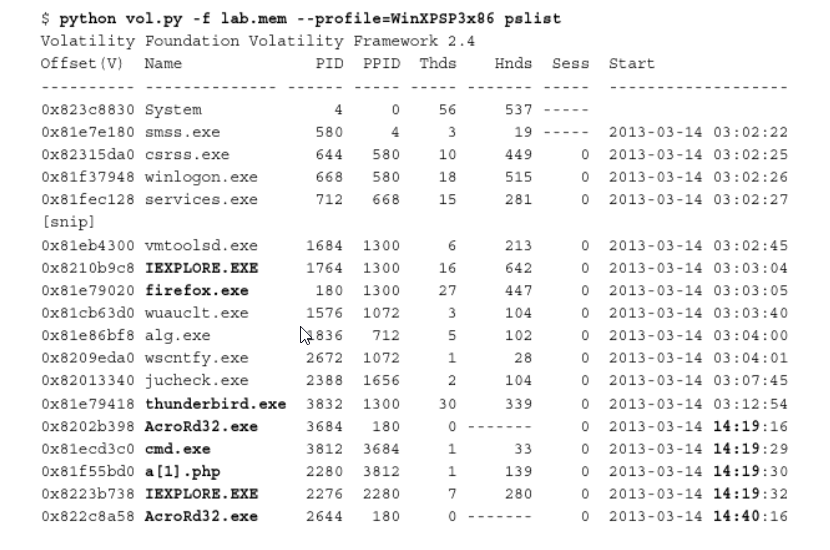 $ python vol.py -f lab.mem --profile=WinXPSP3x86 pslist
Volatility Foundation Volatility Framework 2.4
Offset(V)  Name           PID  PPID  Thds  Hnds  Sess  Start
---------- -------------- ------ ------ ----- ------- ------ -------------------
0x823c8830 System 4 0 56 537 -----
0x81e7e180 smss.exe 580 4 3 19 ----- 2013-03-14 03:02:22
0x82315da0 csrss.exe 644 580 10 449 0 2013-03-14 03:02:25
0x81f37948 winlogon.exe 668 580 18 515 0 2013-03-14 03:02:26
0x81fec128 services.exe 712 668 15 281 0 2013-03-14 03:02:27
[snip]
0x81eb4300 vmtoolsd.exe 1684 1300 6 213 0 2013-03-14 03:02:45
0x8210b9c8 IEXPLORE.EXE 1764 1300 16 642 0 2013-03-14 03:03:04
0x81e79020 firefox.exe 180 1300 27 447 0 2013-03-14 03:03:05
0x81cb63d0 wuauclt.exe 1576 1072 3 104 0 2013-03-14 03:03:40
0x81e86bf8 alg.exe 1836 712 5 102 0 2013-03-14 03:04:00
0x8209eda0 wscntfy.exe 2672 1072 1 28 0 2013-03-14 03:04:01
0x82013340 jucheck.exe 2388 1656 2 104 0 2013-03-14 03:07:45
0x81e79418 thunderbird.exe 3832 1300 30 339 0 2013-03-14 03:12:54
0x8202b398 AcroRd32.exe 3684 180 0 ------- 0 2013-03-14 14:19:16
0x81ecd3c0 cmd.exe 3812 3684 1 33 0 2013-03-14 14:19:29
0x81f55bd0 a[1].php 2280 3812 1 139 0 2013-03-14 14:19:30
0x8223b738 IEXPLORE.EXE 2276 2280 7 280 0 2013-03-14 14:19:32
0x822c8a58 AcroRd32.exe 2644 180 0 ------- 0 2013-03-14 14:40:16